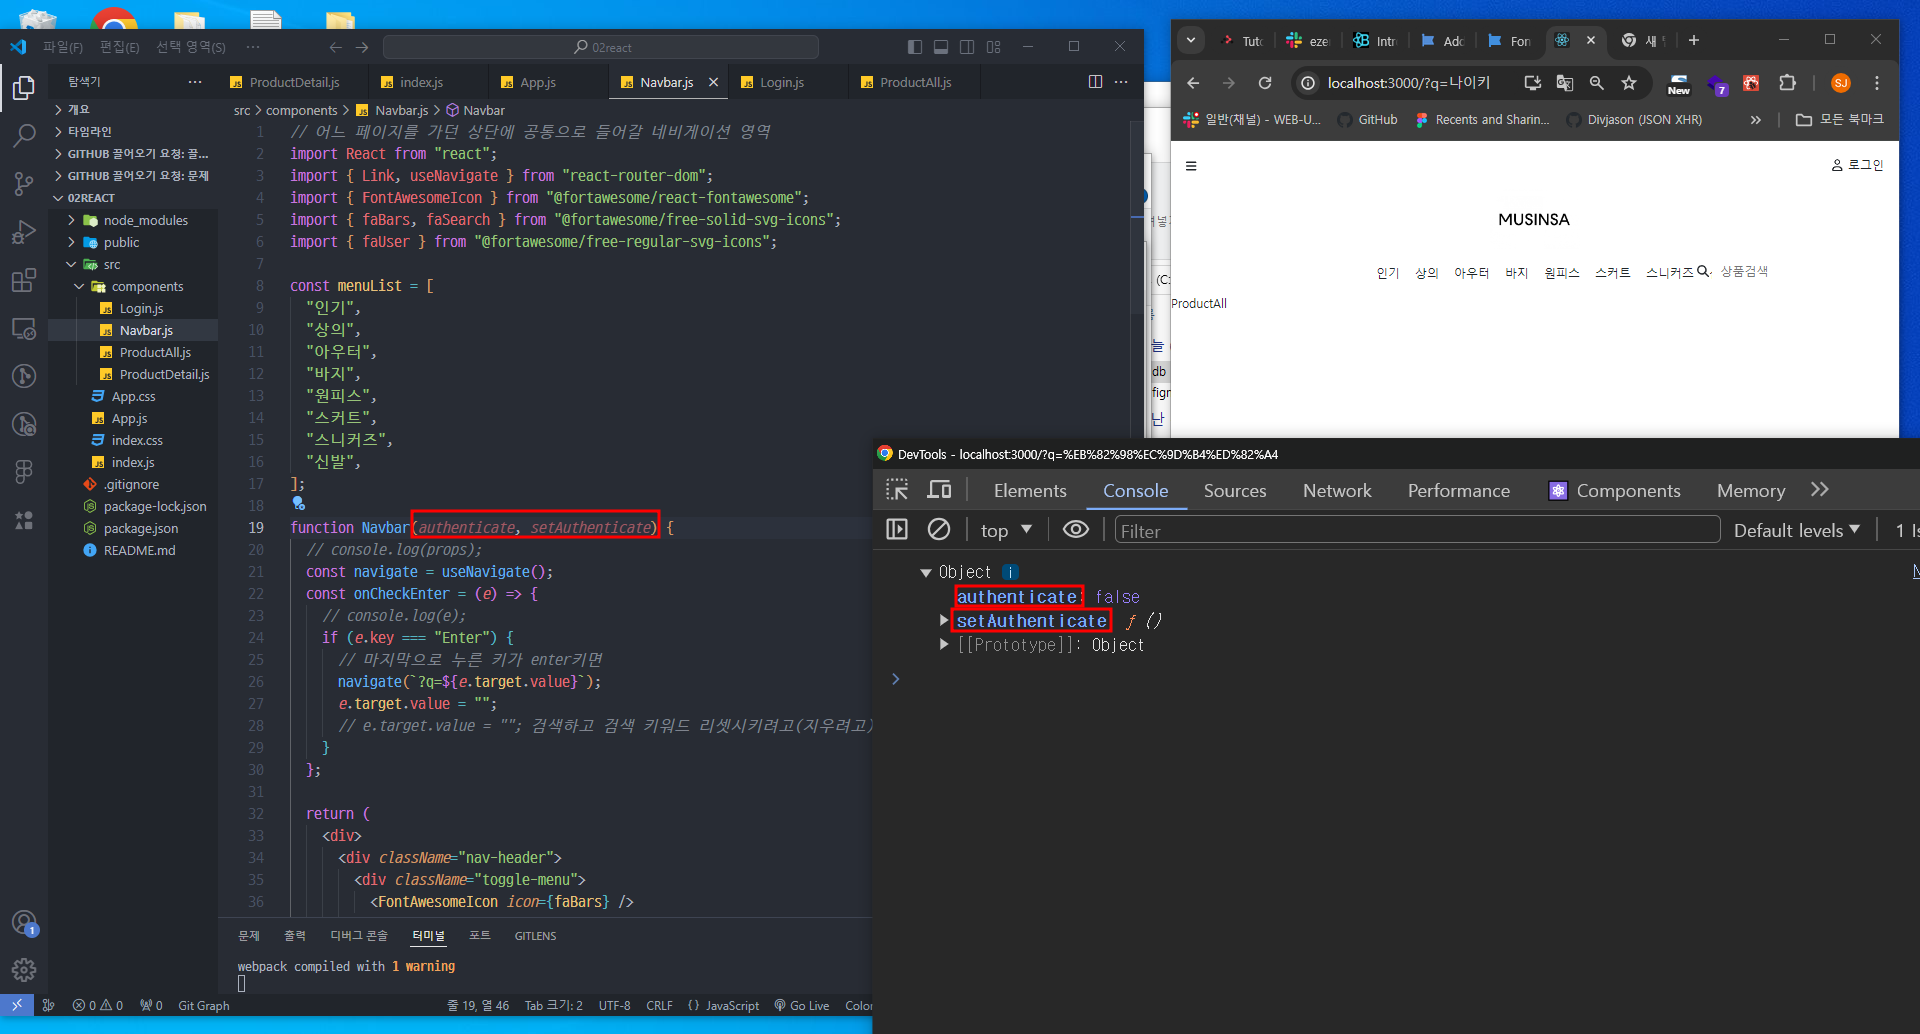 파일(F) 편집(E) 선택 영역(S) ··· 02react
탐색기 ···
개요
타임라인
GITHUB 끌어오기 요청: 끌...
GITHUB 끌어오기 요청: 문제
02REACT
node_modules
public
src
components
Login.js
Navbar.js
ProductAll.js
ProductDetail.js
App.css
App.js
index.css
index.js
.gitignore
package-lock.json
package.json
README.md
ProductDetail.js index.js App.js Navbar.js Login.js ProductAll.js
src > components > Navbar.js > Navbar
1 // 어느 페이지를 가던 상단에 공통으로 들어갈 네비게이션 영역
2 import React from "react";
3 import { Link, useNavigate } from "react-router-dom";
4 import { FontAwesomeIcon } from "@fortawesome/react-fontawesome";
5 import { faBars, faSearch } from "@fortawesome/free-solid-svg-icons";
6 import { faUser } from "@fortawesome/free-regular-svg-icons";
7
8 const menuList = [
9 "인기",
10 "상의",
11 "아우터",
12 "바지",
13 "원피스",
14 "스커트",
15 "스니커즈",
16 "신발",
17 ];
18
19 function Navbar(authenticate, setAuthenticate) {
20 // console.log(props);
21 const navigate = useNavigate();
22 const onCheckEnter = (e) => {
23 // console.log(e);
24 if (e.key === "Enter") {
25 // 마지막으로 누른 키가 enter키면
26 navigate(`?q=${e.target.value}`);
27 e.target.value = "";
28 // e.target.value = ""; 검색하고 검색 키워드 리셋시키려고(지우려고)
29 }
30 };
31
32 return (
33 <div>
34 <div className="nav-header">
35 <div className="toggle-menu">
36 <FontAwesomeIcon icon={faBars} />
문제 출력 디버그 콘솔 터미널 포트 GITLENS
webpack compiled with 1 warning
1
0 0 0 Git Graph 줄 19, 열 46 Tab 크기: 2 UTF-8 CRLF {} JavaScript Go Live Color
Tuto eze Intr Adc Fon 새
localhost:3000/?q=나이키 New 7 SJ
일반(채널) - WEB-U... GitHub Recents and Sharin... Divjason (JSON XHR) » 모든 북마크
로그인
MUSINSA
인기 상의 아우터 바지 원피스 스커트 스니커즈 상품검색
ProductAll
(C:
늘
db
figr
난
DevTools - localhost:3000/?q=%EB%82%98%EC%9D%B4%ED%82%A4
Elements Console Sources Network Performance Components Memory
top Filter Default levels 1 Is
Object i
authenticate: false
setAuthenticate: ƒ ()
[[Prototype]]: Object